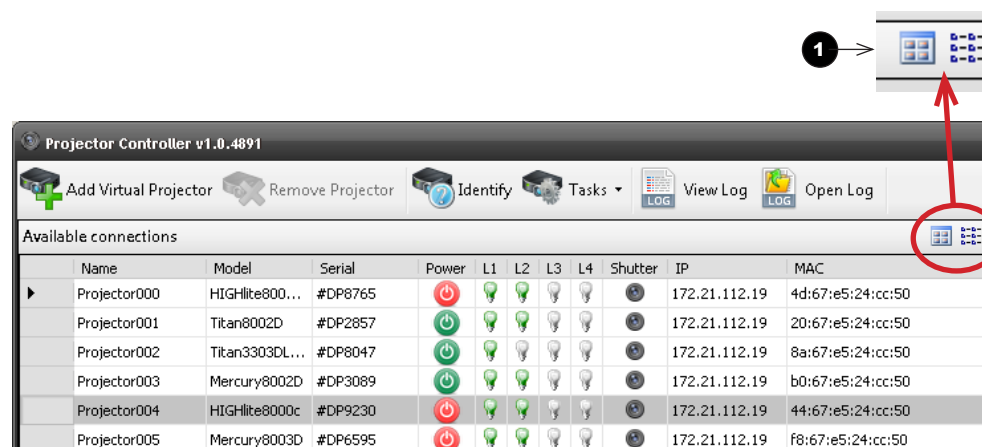 1
Projector Controller v1.0.4891
Add Virtual Projector Remove Projector Identify Tasks LOG View Log LOG Open Log
Available connections
Name Model Serial Power L1 L2 L3 L4 Shutter IP MAC
Projector000 HIGHlite800... #DP8765 172.21.112.19 4d:67:e5:24:cc:50
Projector001 Titan8002D #DP2857 172.21.112.19 20:67:e5:24:cc:50
Projector002 Titan3303DL... #DP8047 172.21.112.19 8a:67:e5:24:cc:50
Projector003 Mercury8002D #DP3089 172.21.112.19 b0:67:e5:24:cc:50
Projector004 HIGHlite8000c #DP9230 172.21.112.19 44:67:e5:24:cc:50
Projector005 Mercury8003D #DP6595 172.21.112.19 f8:67:e5:24:cc:50